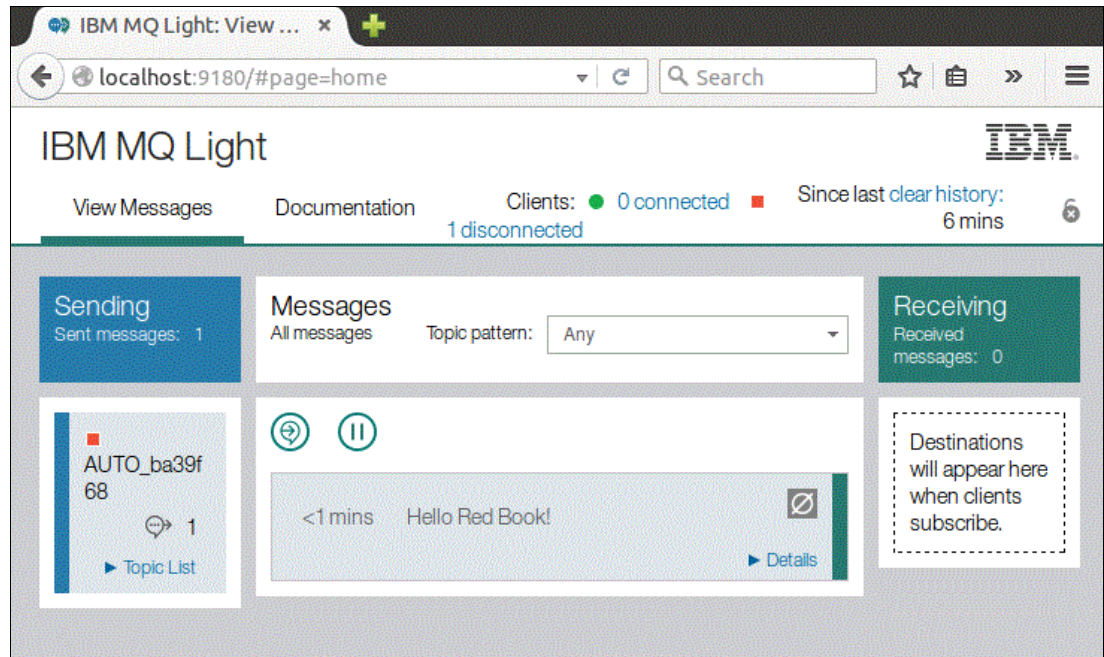 IBM MQ Light: View ... ×
localhost:9180/#page=home
Search
IBM MQ Light
IBM.
View Messages
Documentation
Clients: 0 connected
1 disconnected
Since last clear history:
6 mins
Sending
Sent messages: 1
Messages
All messages
Topic pattern:
Any
Receiving
Received
messages: 0
AUTO_ba39f
68
1
Topic List
<1 mins Hello Red Book!
Details
Destinations
will appear here
when clients
subscribe.